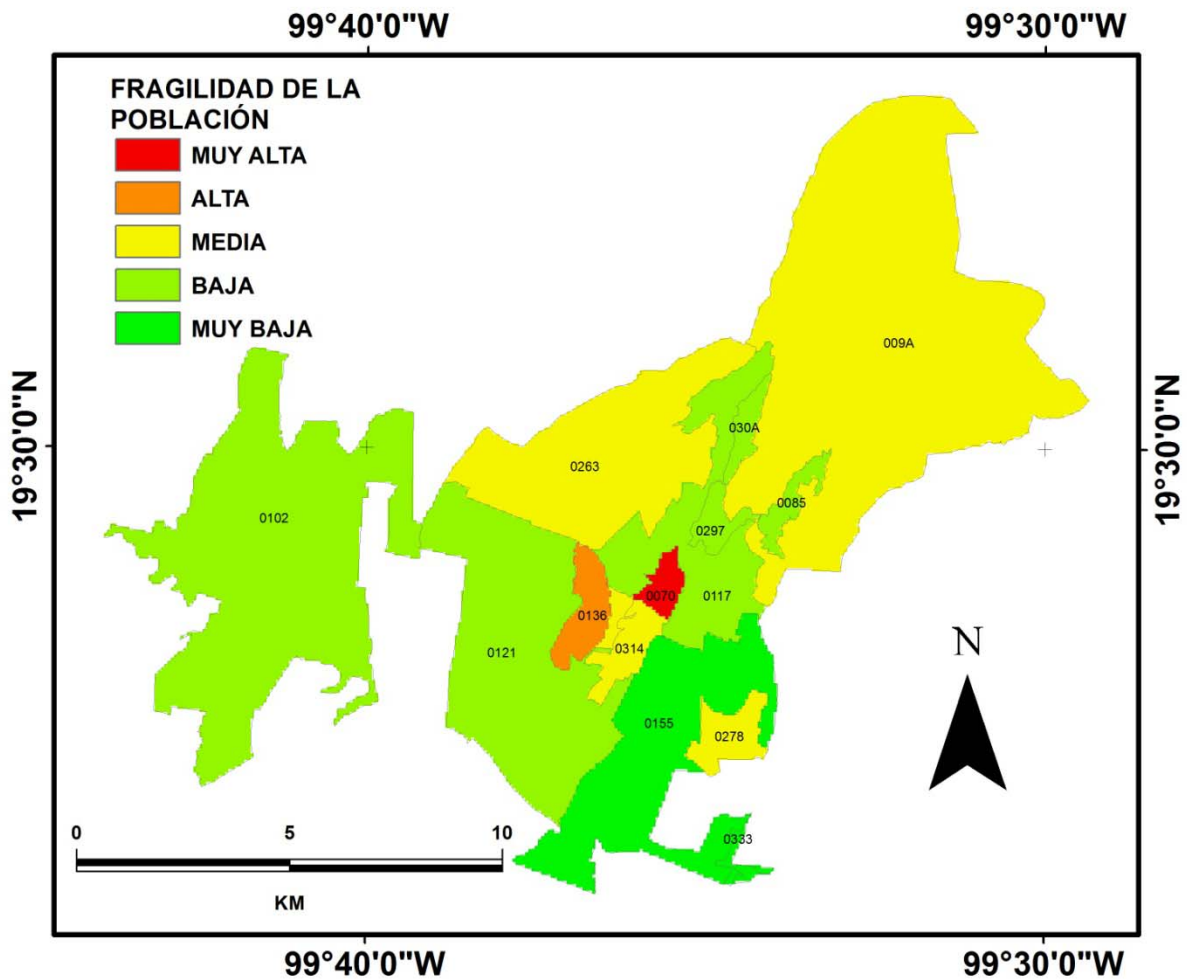 99°40'0"W
99°30'0"W
FRAGILIDAD DE LA
POBLACIÓN
MUY ALTA
ALTA
MEDIA
BAJA
MUY BAJA
19°30'0"N
19°30'0"N
009A
030A
0263
0085
0102
0297
0070
0117
0136
0121
0314
0155
0278
0333
N
0
5
10
KM
99°40'0"W
99°30'0"W